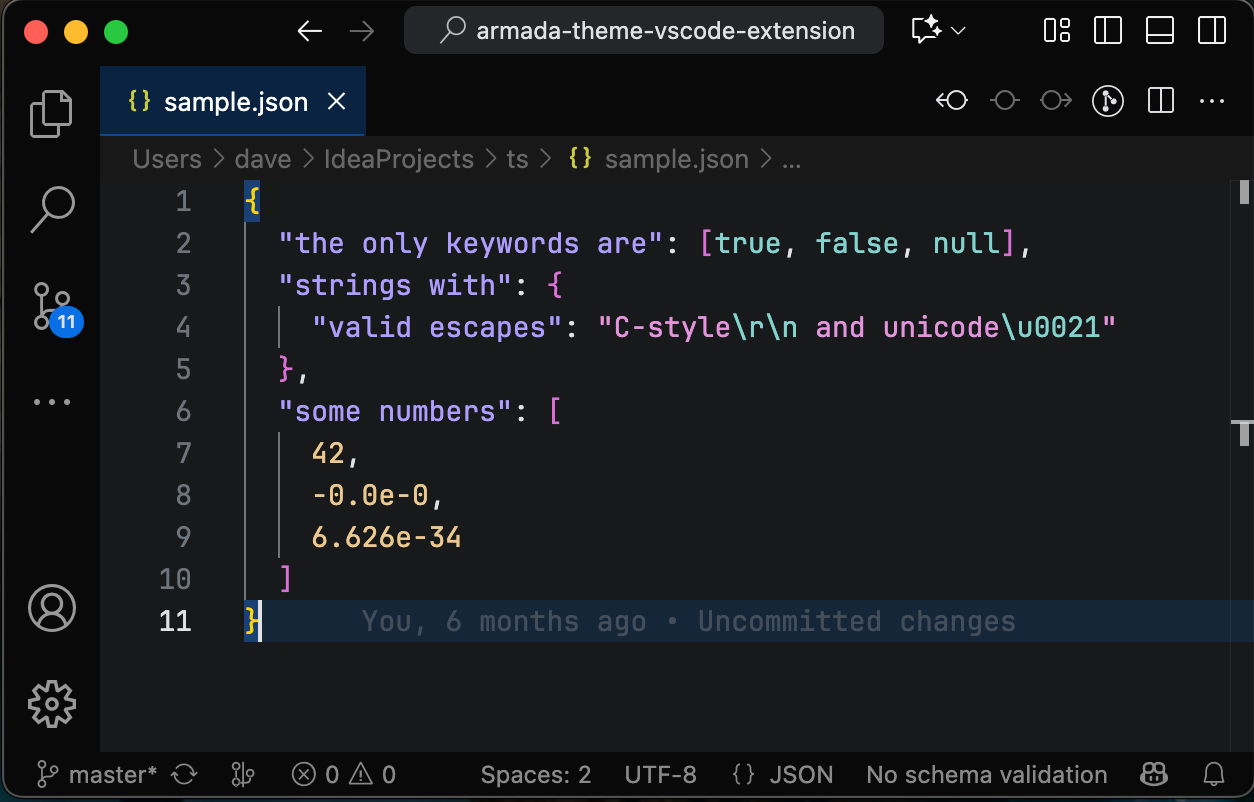 armada-theme-vscode-extension
{} sample.json
Users > dave > IdeaProjects > ts > {} sample.json > ...
1 {
2   "the only keywords are": [true, false, null],
3   "strings with": {
4     "valid escapes": "C-style\r\n and unicode\u0021"
5   },
6   "some numbers": [
7     42,
8     -0.0e-0,
9     6.626e-34
10   ]
11 }      You, 6 months ago • Uncommitted changes
11
master* 0 0 Spaces: 2 UTF-8 {} JSON No schema validation